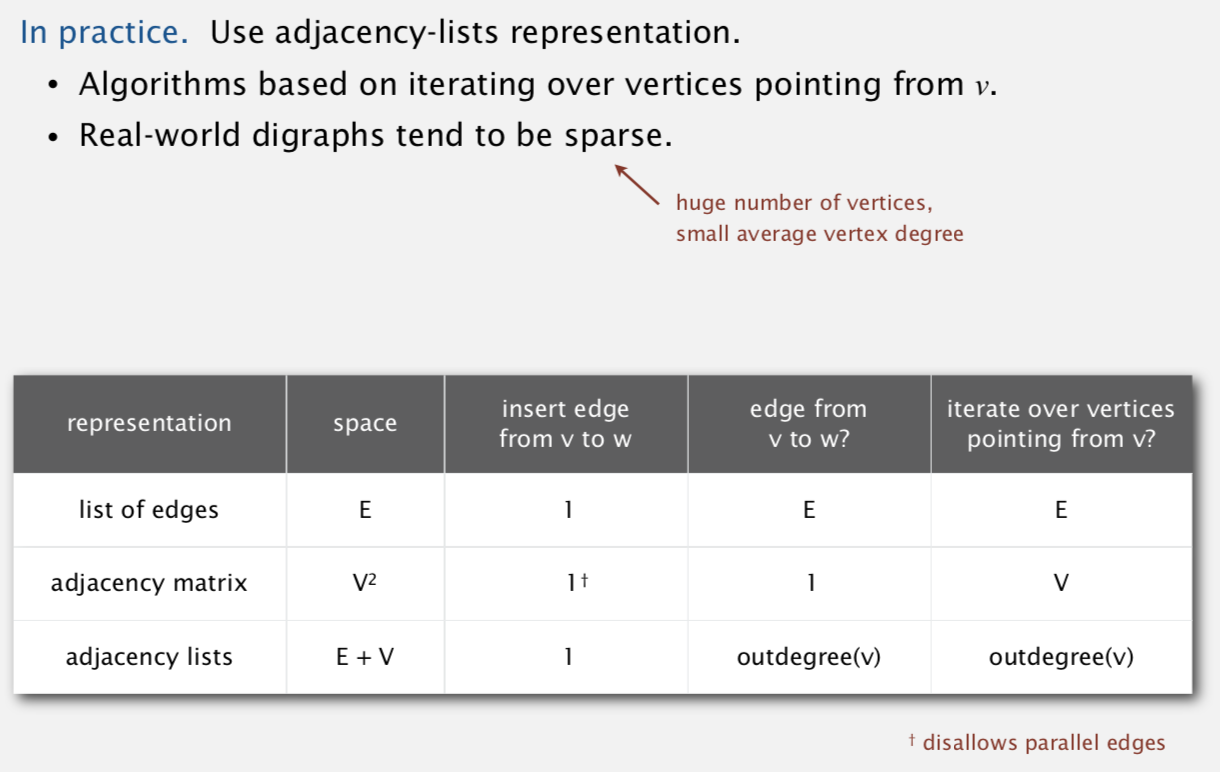 In practice. Use adjacency-lists representation.
• Algorithms based on iterating over vertices pointing from v.
• Real-world digraphs tend to be sparse.
huge number of vertices,
small average vertex degree
representation
space
insert edge
from v to w
edge from
v to w?
iterate over vertices
pointing from v?
list of edges
E
1
E
E
adjacency matrix
V²
1†
1
V
adjacency lists
E + V
1
outdegree(v)
outdegree(v)
† disallows parallel edges